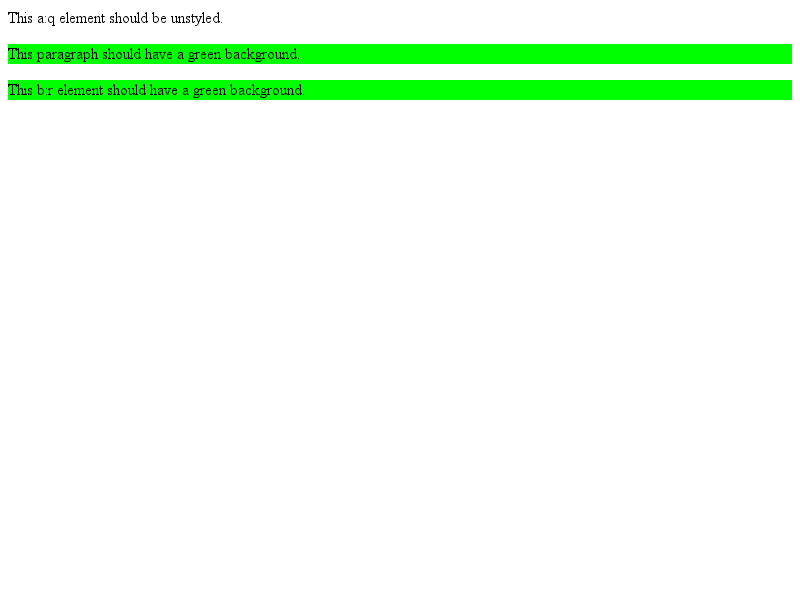 This a:q element should be unstyled.
This paragraph should have a green background.
This b:r element should have a green background.